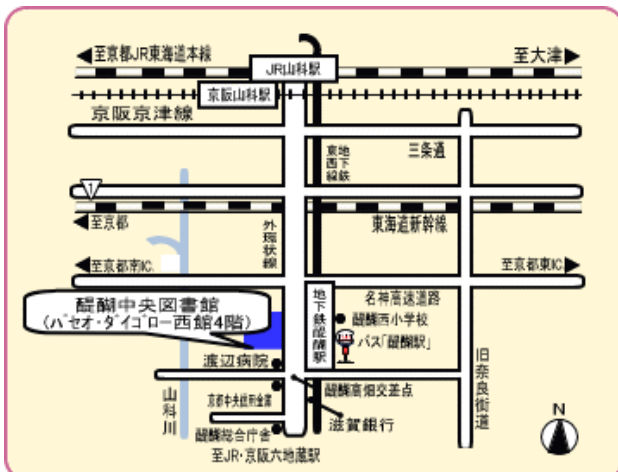 至京都JR東海道本線
至大津
JR山科駅
京阪山科駅
京阪京津線
三条通
地下鉄
東西線
1
東海道新幹線
至京都
外環状線
至京都南IC.
至京都東IC.
名神高速道路
醍醐中央図書館
(パセオ・ダイゴロー西館4階)
地下鉄醍醐駅
醍醐西小学校
バス「醍醐駅」
渡辺病院
旧奈良街道
山科川
京都中央信用金庫
醍醐高畑交差点
滋賀銀行
醍醐総合庁舎
至JR・京阪六地蔵駅
N